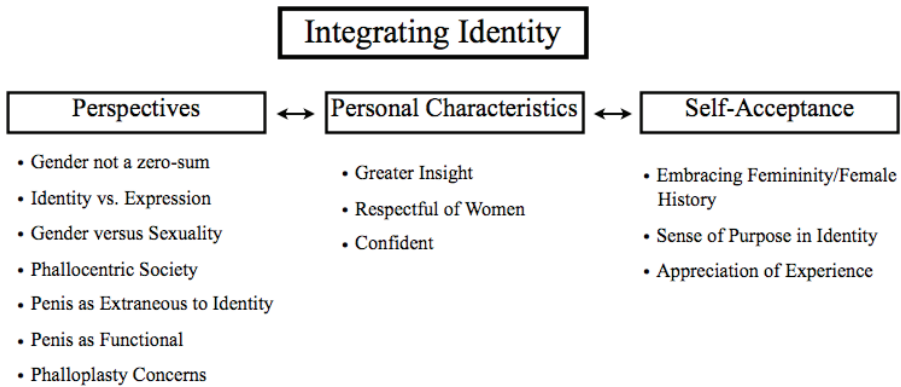 Integrating Identity
Perspectives
• Gender not a zero-sum
• Identity vs. Expression
• Gender versus Sexuality
• Phallocentric Society
• Penis as Extraneous to Identity
• Penis as Functional
• Phalloplasty Concerns
Personal Characteristics
• Greater Insight
• Respectful of Women
• Confident
Self-Acceptance
• Embracing Femininity/Female
History
• Sense of Purpose in Identity
• Appreciation of Experience